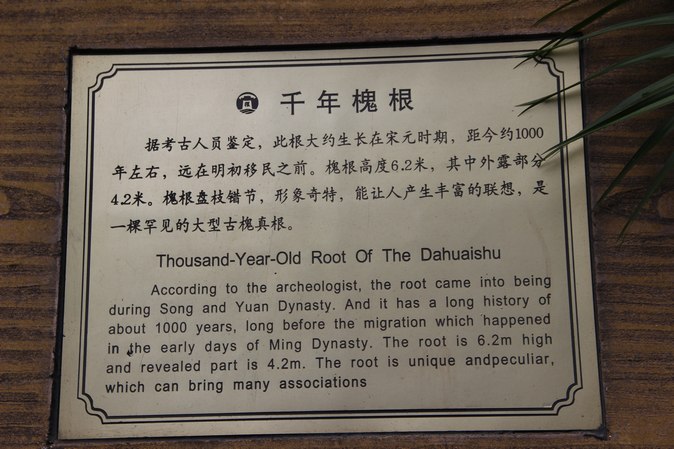 千年槐根
据考古人员鉴定，此根大约生长在宋元时期，距今约1000
年左右，远在明初移民之前。槐根高度6.2米，其中外露部分
4.2米。槐根盘枝错节，形象奇特，能让人产生丰富的联想，是
一棵罕见的大型古槐真根。
Thousand-Year-Old Root Of The Dahuaishu
According to the archeologist, the root came into being
during Song and Yuan Dynasty. And it has a long history of
about 1000 years, long before the migration which happened
in the early days of Ming Dynasty. The root is 6.2m high
and revealed part is 4.2m. The root is unique andpeculiar,
which can bring many associations